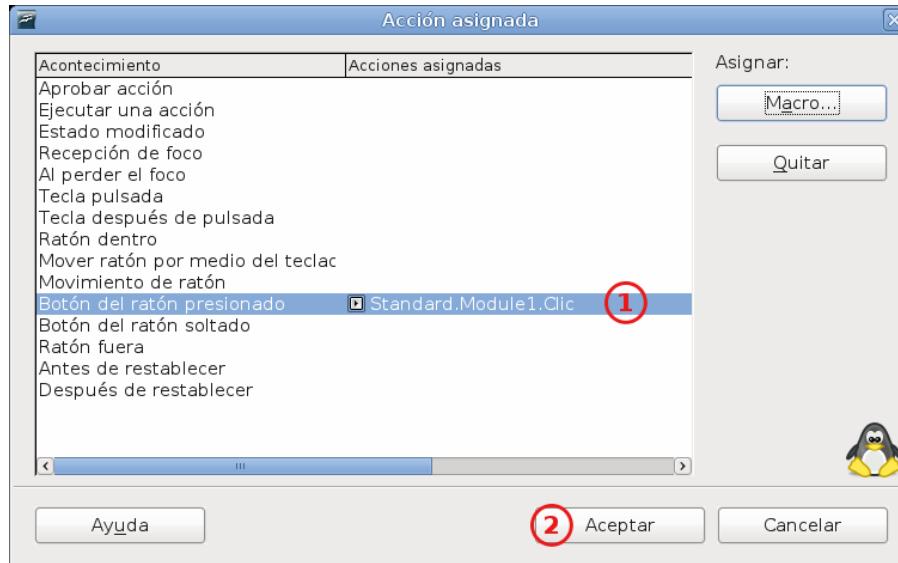 Acción asignada
Acontecimiento Acciones asignadas
Asignar:
Aprobar acción
Ejecutar una acción
Macro...
Estado modificado
Recepción de foco
Quitar
Al perder el foco
Tecla pulsada
Tecla después de pulsada
Ratón dentro
Mover ratón por medio del teclac
Movimiento de ratón
Botón del ratón presionado Standard.Module1.Clic 1
Botón del ratón soltado
Ratón fuera
Antes de restablecer
Después de restablecer
Ayuda 2 Aceptar Cancelar